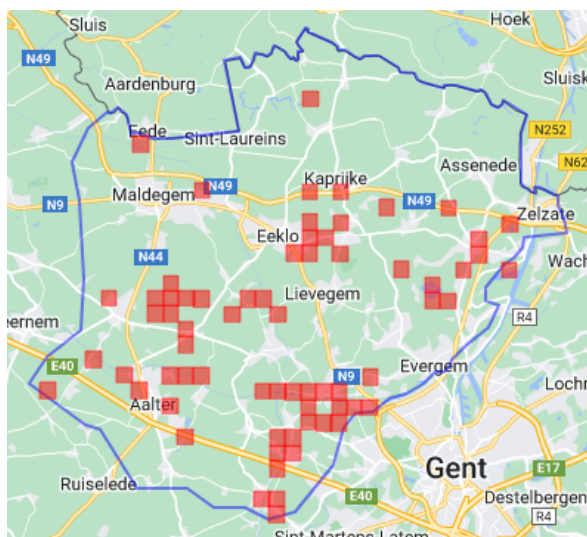 Sluis
Hoek
N49
Aardenburg
Sluisk
Eede
Sint-Laureins
N252
N62
Assenede
Kaprijke
Maldegem
N49
N49
N9
Zelzate
Eeklo
N44
Wach
Lievegem
R4
eernem
E40
N9
Evergem
Lochr
Aalter
Gent
E17
Ruiselede
E40
Destelbergen
R4
Sint-Martens-Latem